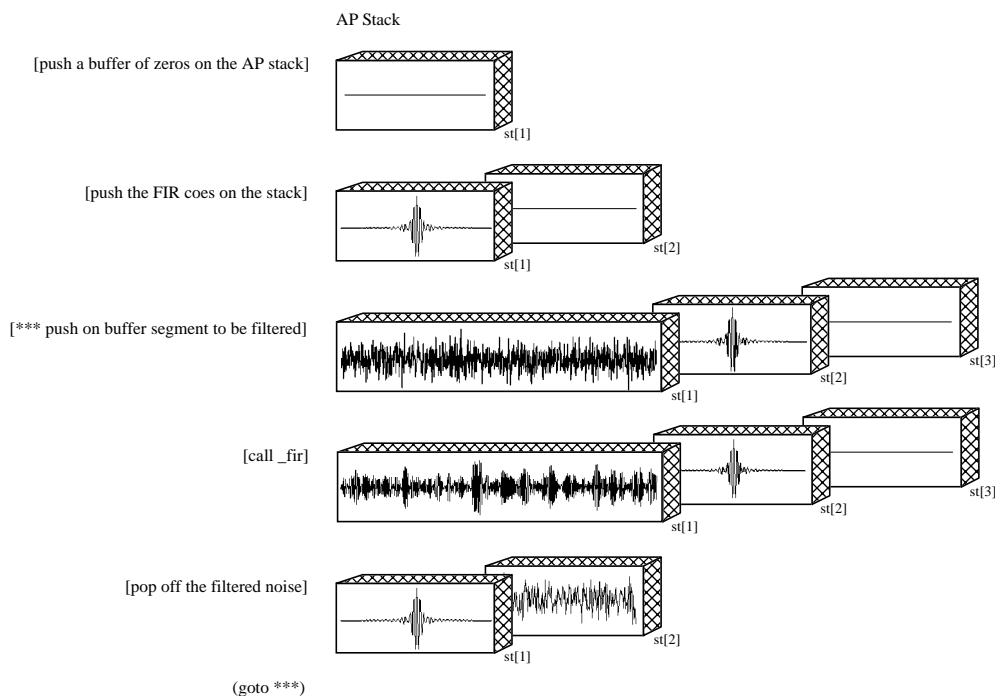 AP Stack
[push a buffer of zeros on the AP stack]
st[1]
[push the FIR coes on the stack]
st[1]
st[2]
[*** push on buffer segment to be filtered]
st[1]
st[2]
st[3]
[call _fir]
st[1]
st[2]
st[3]
[pop off the filtered noise]
st[1]
st[2]
(goto ***)